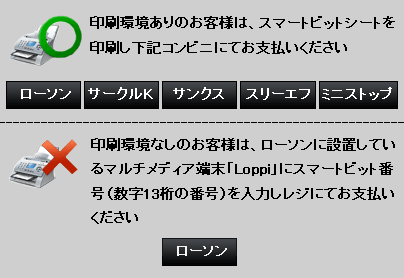 印刷環境ありのお客様は、スマートビットシートを
印刷し下記コンビニにてお支払いください
ローソン サークルK サンクス スリーエフ ミニストップ
印刷環境なしのお客様は、ローソンに設置してい
るマルチメディア端末「Loppi」にスマートビット番
号(数字13桁の番号)を入力しレジにてお支払い
ください
ローソン